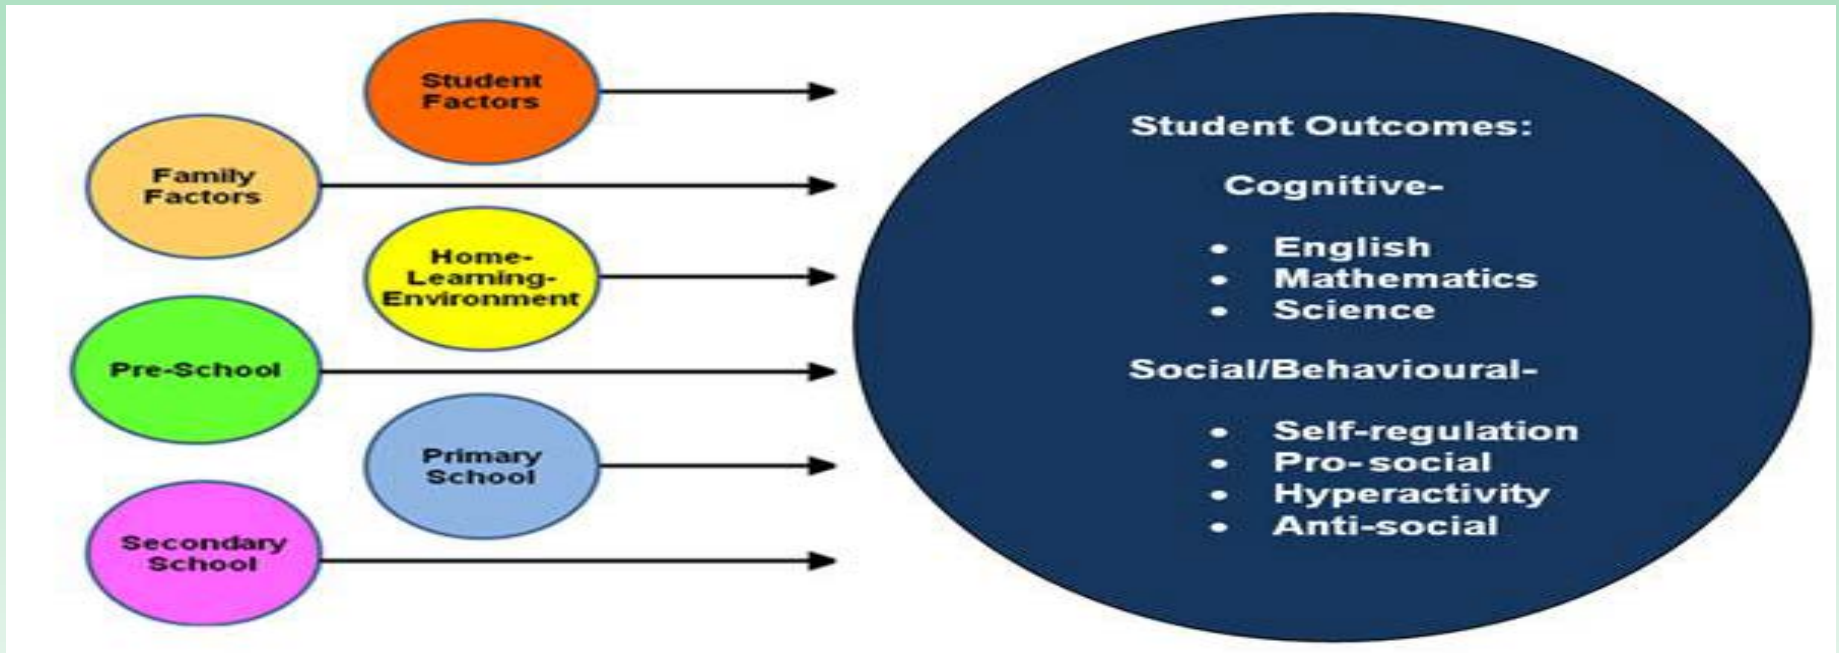 Student
Factors
Family
Factors
Home-
Learning-
Environment
Pre-School
Primary
School
Secondary
School
Student Outcomes:
Cognitive-
• English
• Mathematics
• Science
Social/Behavioural-
• Self-regulation
• Pro-social
• Hyperactivity
• Anti-social